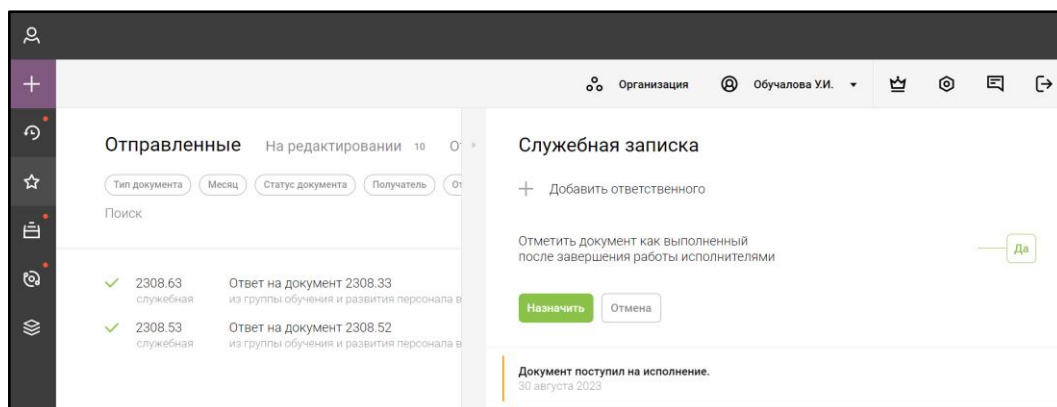 Организация
Обучалова У.И.
Отправленные
На редактировании 10
Тип документа
Месяц
Статус документа
Получатель
Поиск
2308.63
служебная
Ответ на документ 2308.33
из группы обучения и развития персонала в
2308.53
служебная
Ответ на документ 2308.52
из группы обучения и развития персонала в
Служебная записка
Добавить ответственного
Отметить документ как выполненный
после завершения работы исполнителями
Да
Назначить
Отмена
Документ поступил на исполнение.
30 августа 2023